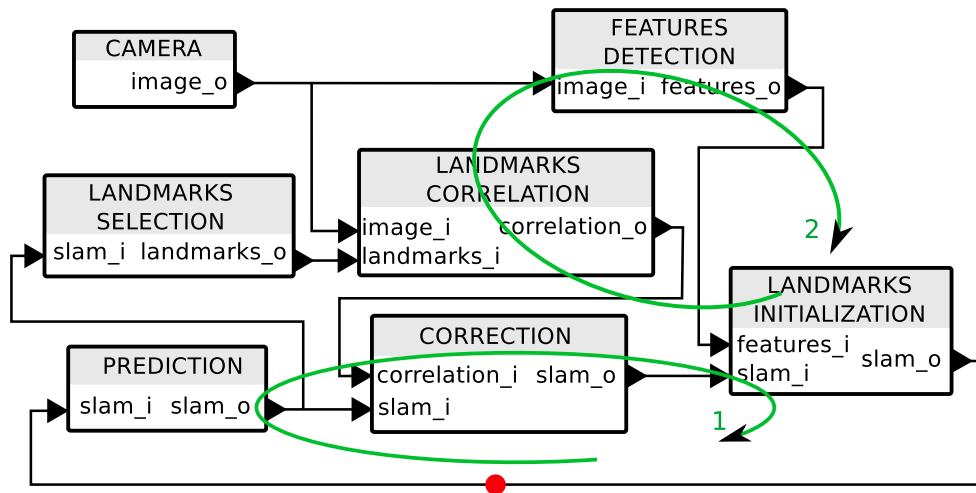 CAMERA
image_o
FEATURES
DETECTION
image_i features_o
LANDMARKS
SELECTION
slam_i landmarks_o
LANDMARKS
CORRELATION
image_i correlation_o
landmarks_i
2
LANDMARKS
INITIALIZATION
features_i
slam_o
slam_i
PREDICTION
slam_i slam_o
CORRECTION
correlation_i slam_o
slam_i
1